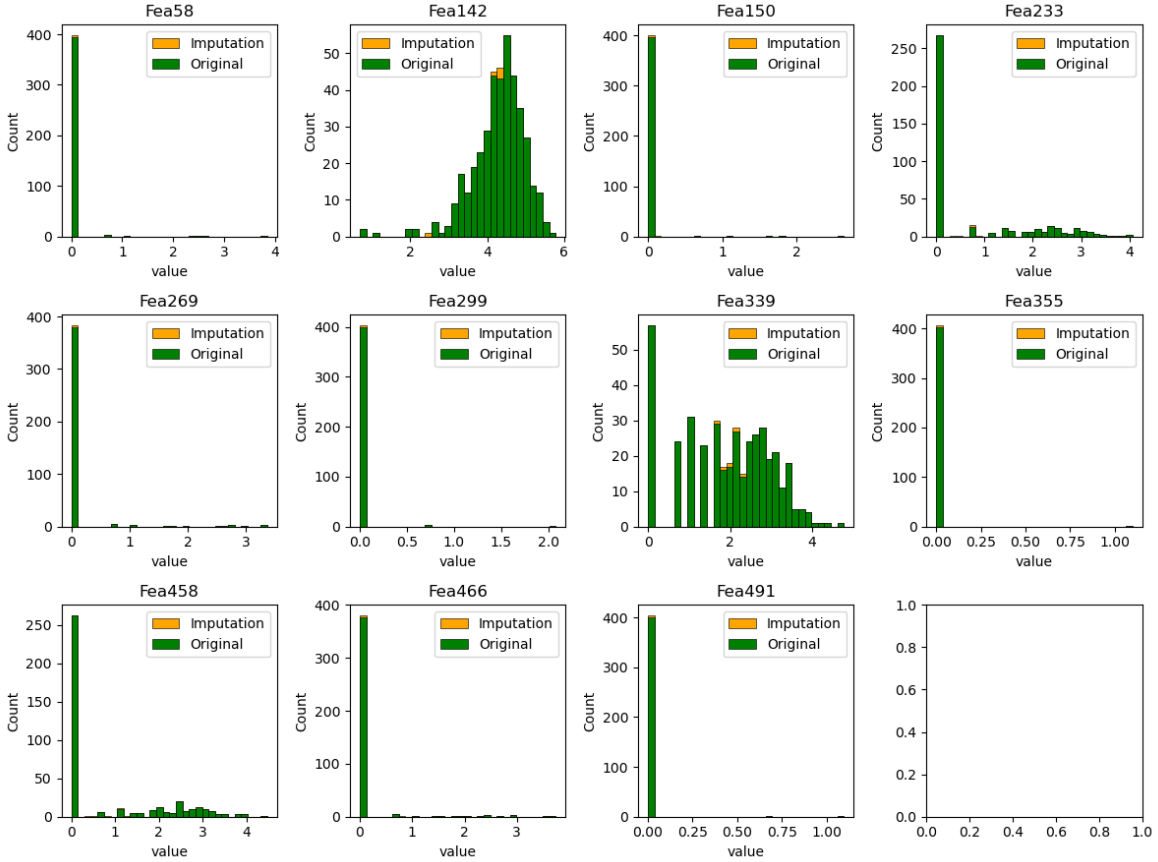 Fea58
Fea142
Fea150
Fea233
400
300
200
100
0
Count
Imputation
Original
0
1
2
3
4
value
50
40
30
20
10
0
Count
Imputation
Original
2
4
6
value
400
300
200
100
0
Count
Imputation
Original
0
1
2
value
250
200
150
100
50
0
Count
Imputation
Original
0
1
2
3
4
value
Fea269
Fea299
Fea339
Fea355
400
300
200
100
0
Count
Imputation
Original
0
1
2
3
value
400
300
200
100
0
Count
Imputation
Original
0.0
0.5
1.0
1.5
2.0
value
50
40
30
20
10
0
Count
Imputation
Original
0
2
4
value
400
300
200
100
0
Count
Imputation
Original
0.00
0.25
0.50
0.75
1.00
value
Fea458
Fea466
Fea491
250
200
150
100
50
0
Count
Imputation
Original
0
1
2
3
4
value
400
300
200
100
0
Count
Imputation
Original
0
1
2
3
value
400
300
200
100
0
Count
Imputation
Original
0.00
0.25
0.50
0.75
1.00
value
1.0
0.8
0.6
0.4
0.2
0.0
0.0
0.2
0.4
0.6
0.8
1.0